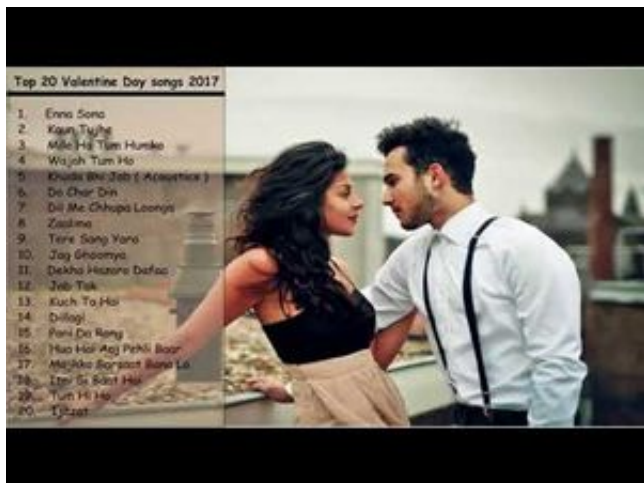 Top 20 Valentine Day songs 2017
1. Enna Sona
2. Kaun Tujhe
3. Mile Ho Tum Humko
4. Wajah Tum Ho
5. Khuda Bhi Jab ( Acoustics )
6. Do Char Din
7. Dil Me Chhupa Loonga
8. Zaalima
9. Tere Sang Yara
10. Jag Ghoomya
11. Dekha Hazaro Dafaa
12. Jab Tak
13. Kuch To Hai
14. Dillagi
15. Pani Da Rang
16. Hua Hai Aaj Pehli Baar
17. Mujhko Barsaat Bana Lo
18. Itni Si Baat Hai
19. Tum Hi Ho
20. Ijazat